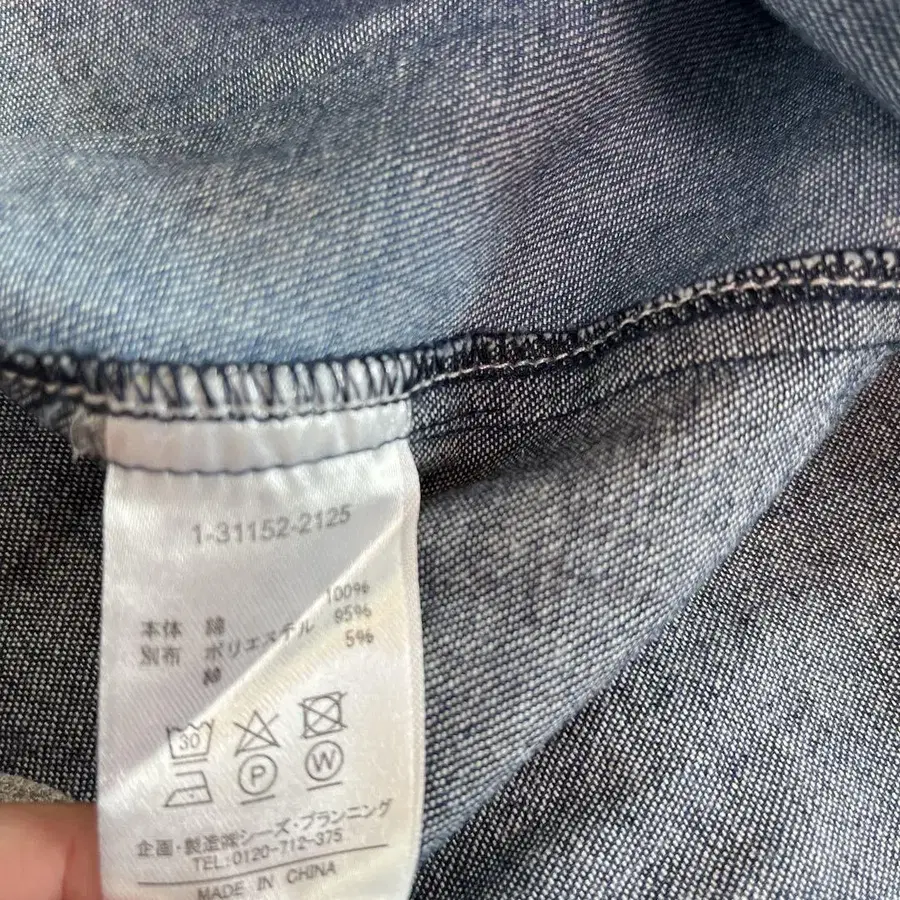 1-31152-2125
本体 綿 100%
別布 ポリエステル 95%
綿 5%
30
P W
企画・製造㈱シーズ・プランニング
TEL:0120-712-375
MADE IN CHINA